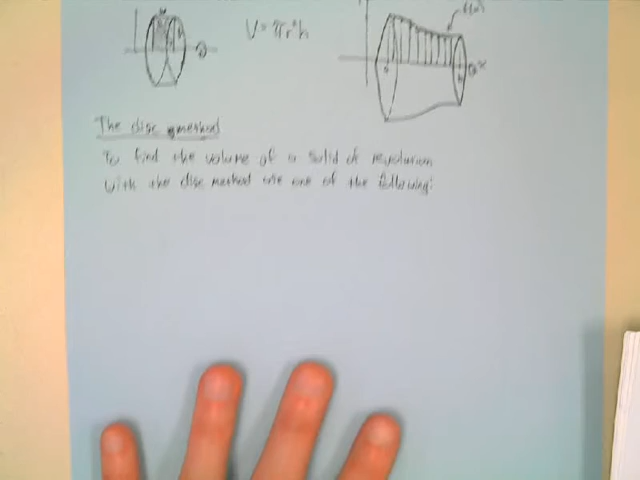 V = πr²h
f(x)
x
The disc method
To find the volume of a solid of revolution
with the disc method use one of the following: